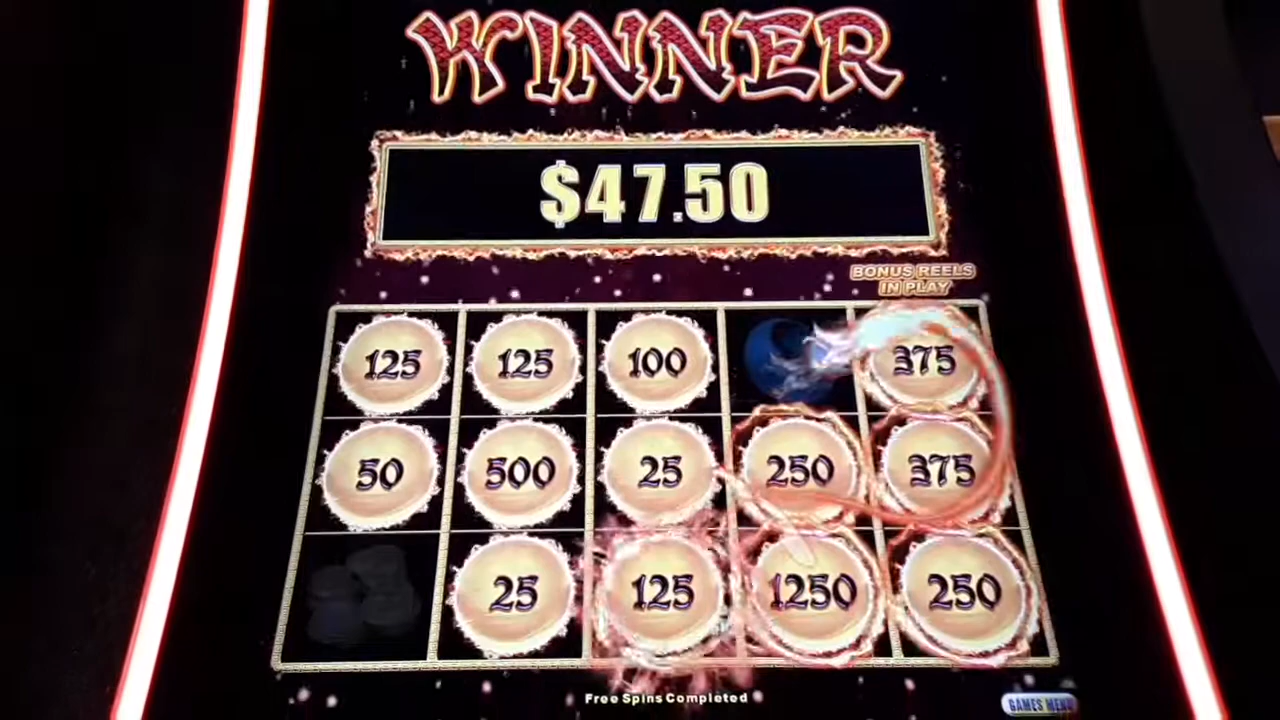 WINNER
$47.50
BONUS REELS
IN PLAY
125 125 100 375
50 500 25 250 375
25 125 1250 250
Free Spins Completed
GAMES MENU